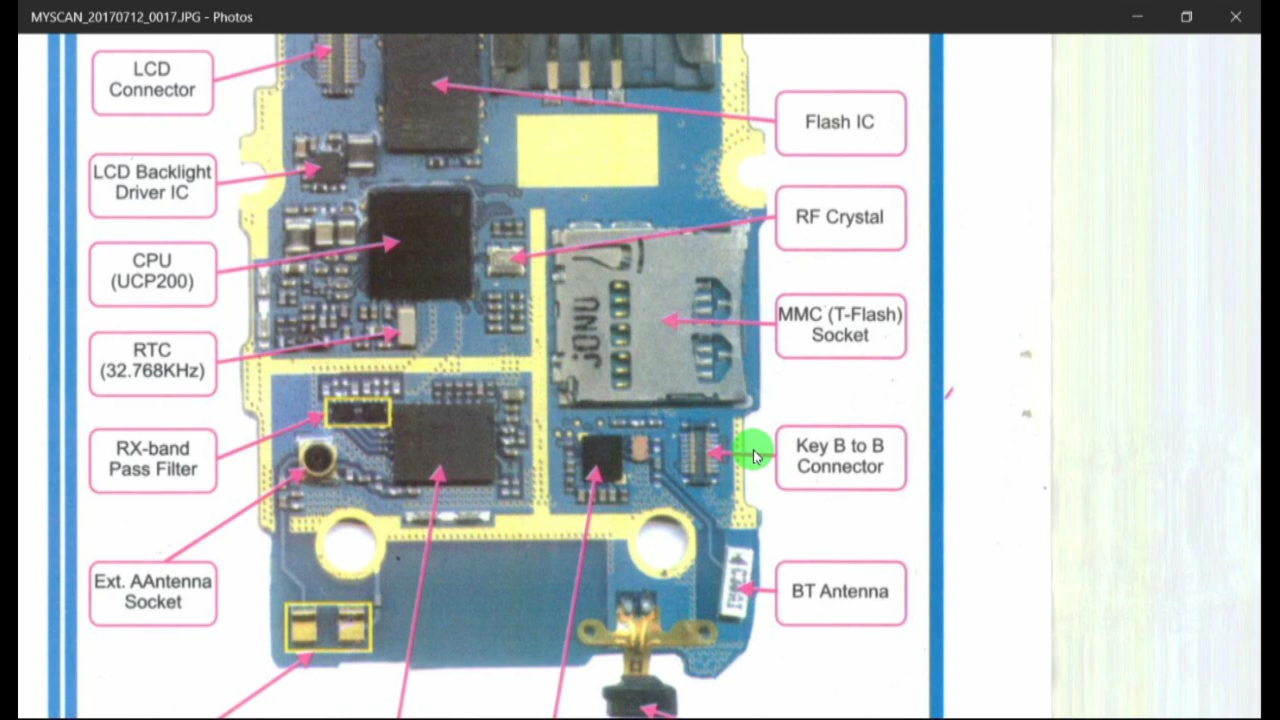 MYSCAN_20170712_0017.JPG - Photos
LCD
Connector
Flash IC
LCD Backlight
Driver IC
RF Crystal
CPU
(UCP200)
MMC (T-Flash)
Socket
JONU
RTC
(32.768KHz)
RX-band
Pass Filter
Key B to B
Connector
Ext. AAntenna
Socket
BT Antenna